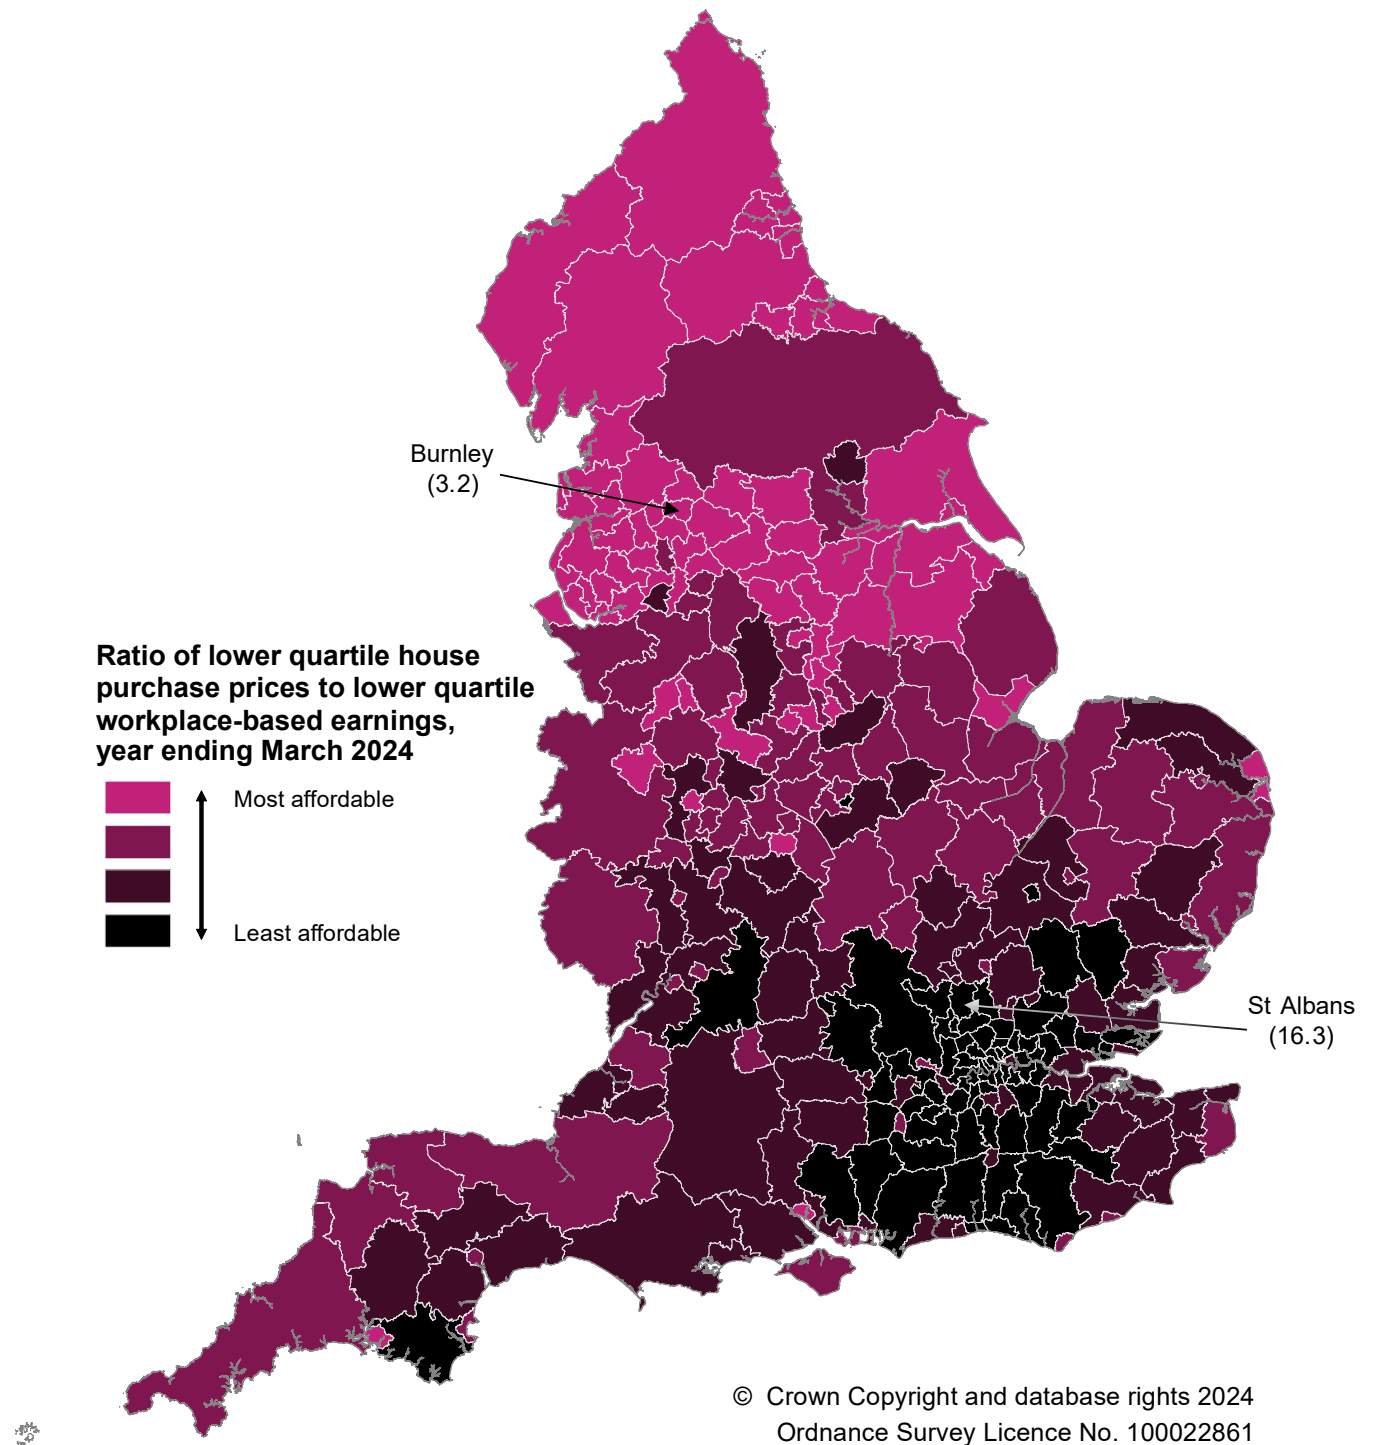 Burnley
(3.2)
Ratio of lower quartile house
purchase prices to lower quartile
workplace-based earnings,
year ending March 2024
Most affordable
Least affordable
St Albans
(16.3)
© Crown Copyright and database rights 2024
Ordnance Survey Licence No. 100022861